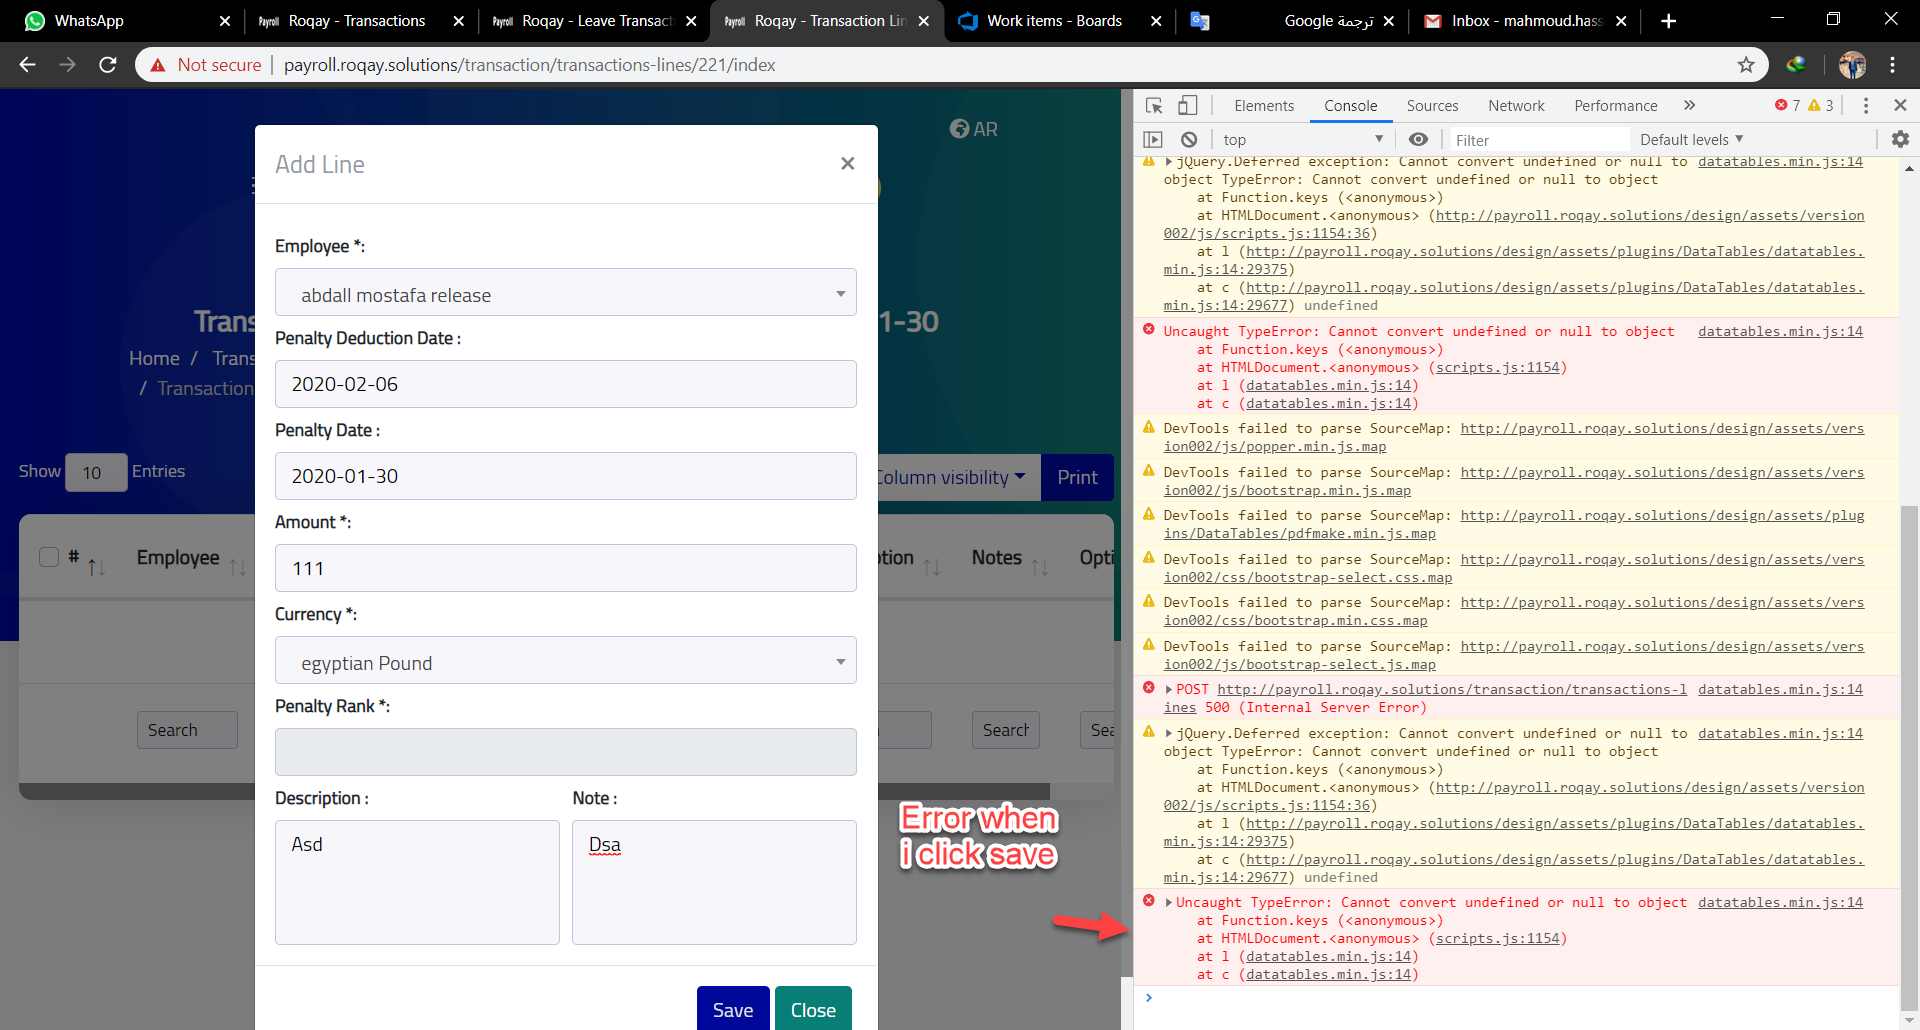 WhatsApp
Payroll Roqay - Transactions
Payroll Roqay - Leave Transact
Payroll Roqay - Transaction Lin
Work items - Boards
ترجمة Google
Inbox - mahmoud.hass
Not secure
payroll.roqay.solutions/transaction/transactions-lines/221/index
AR
Trans
1-30
Home / Trans
/ Transaction
Show 10 Entries
Column visibility
Print
# Employee
ption
Notes
Opti
Search
Search
Sea
Add Line
×
Employee *:
abdall mostafa release
Penalty Deduction Date :
2020-02-06
Penalty Date :
2020-01-30
Amount *:
111
Currency *:
egyptian Pound
Penalty Rank *:
Description :
Note :
Asd
Dsa
Save
Close
Error when
i click save
Elements
Console
Sources
Network
Performance
»
7
3
top
Filter
Default levels
jQuery.Deferred exception: Cannot convert undefined or null to datatables.min.js:14
object TypeError: Cannot convert undefined or null to object
at Function.keys (<anonymous>)
at HTMLDocument.<anonymous> (http://payroll.roqay.solutions/design/assets/version
002/js/scripts.js:1154:36)
at l (http://payroll.roqay.solutions/design/assets/plugins/DataTables/datatables.
min.js:14:29375)
at c (http://payroll.roqay.solutions/design/assets/plugins/DataTables/datatables.
min.js:14:29677) undefined
Uncaught TypeError: Cannot convert undefined or null to object datatables.min.js:14
at Function.keys (<anonymous>)
at HTMLDocument.<anonymous> (scripts.js:1154)
at l (datatables.min.js:14)
at c (datatables.min.js:14)
DevTools failed to parse SourceMap: http://payroll.roqay.solutions/design/assets/vers
ion002/js/popper.min.js.map
DevTools failed to parse SourceMap: http://payroll.roqay.solutions/design/assets/vers
ion002/js/bootstrap.min.js.map
DevTools failed to parse SourceMap: http://payroll.roqay.solutions/design/assets/plug
ins/DataTables/pdfmake.min.js.map
DevTools failed to parse SourceMap: http://payroll.roqay.solutions/design/assets/vers
ion002/css/bootstrap-select.css.map
DevTools failed to parse SourceMap: http://payroll.roqay.solutions/design/assets/vers
ion002/css/bootstrap.min.css.map
DevTools failed to parse SourceMap: http://payroll.roqay.solutions/design/assets/vers
ion002/js/bootstrap-select.js.map
POST http://payroll.roqay.solutions/transaction/transactions-l datatables.min.js:14
ines 500 (Internal Server Error)
jQuery.Deferred exception: Cannot convert undefined or null to datatables.min.js:14
object TypeError: Cannot convert undefined or null to object
at Function.keys (<anonymous>)
at HTMLDocument.<anonymous> (http://payroll.roqay.solutions/design/assets/version
002/js/scripts.js:1154:36)
at l (http://payroll.roqay.solutions/design/assets/plugins/DataTables/datatables.
min.js:14:29375)
at c (http://payroll.roqay.solutions/design/assets/plugins/DataTables/datatables.
min.js:14:29677) undefined
Uncaught TypeError: Cannot convert undefined or null to object datatables.min.js:14
at Function.keys (<anonymous>)
at HTMLDocument.<anonymous> (scripts.js:1154)
at l (datatables.min.js:14)
at c (datatables.min.js:14)